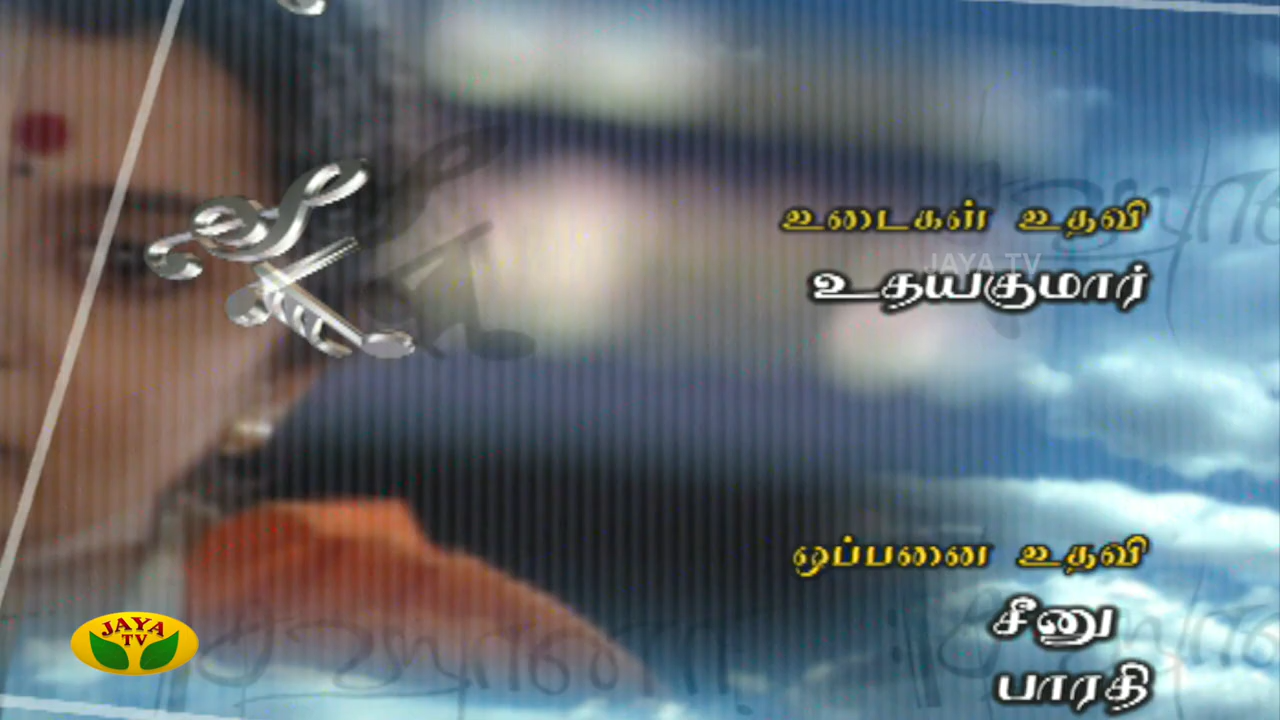 உடைகள் உதவி
JAYA TV
உதயகுமார்
ஒப்பனை உதவி
சீனு
JAYA
TV
பாரதி